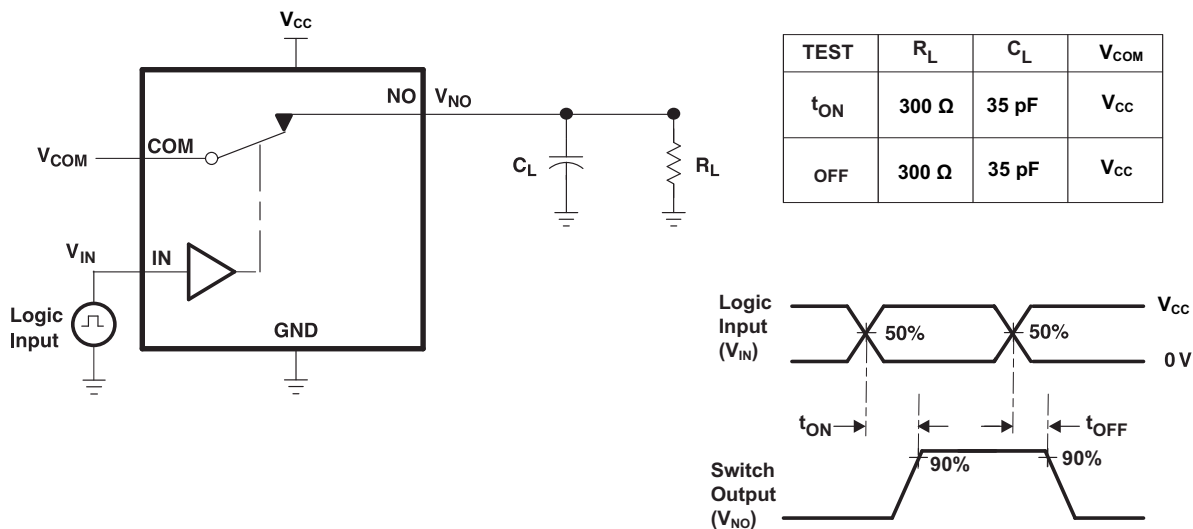 VCC
NO VNO
VCOM COM
CL RL
VIN IN
Logic
Input
GND
TEST RL CL VCOM
tON 300 Ω 35 pF VCC
OFF 300 Ω 35 pF VCC
Logic
Input
(VIN)
50% 50%
VCC
0 V
tON tOFF
Switch
Output
(VNO)
90% 90%